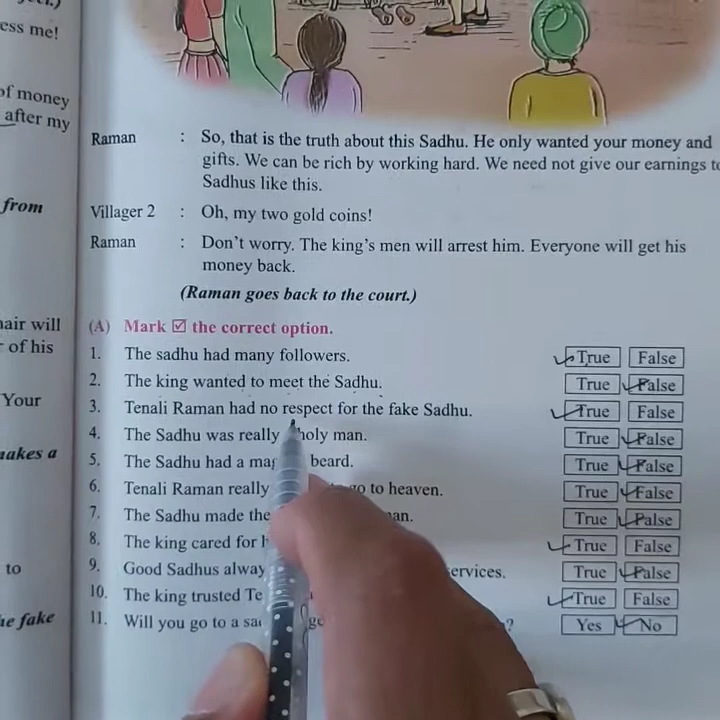 ess me!
of money
after my
from
hair will
of his
Your
makes a
to
he fake
Raman : So, that is the truth about this Sadhu. He only wanted your money and
gifts. We can be rich by working hard. We need not give our earnings to
Sadhus like this.
Villager 2 : Oh, my two gold coins!
Raman : Don't worry. The king's men will arrest him. Everyone will get his
money back.
(Raman goes back to the court.)
(A) Mark ☑ the correct option.
1. The sadhu had many followers. True False
2. The king wanted to meet the Sadhu. True False
3. Tenali Raman had no respect for the fake Sadhu. True False
4. The Sadhu was really holy man. True False
5. The Sadhu had a beard. True False
6. Tenali Raman really go to heaven. True False
7. The Sadhu made the True False
8. The king cared for True False
9. Good Sadhus services. True False
10. The king trusted True False
11. Will you go to a ? Yes No